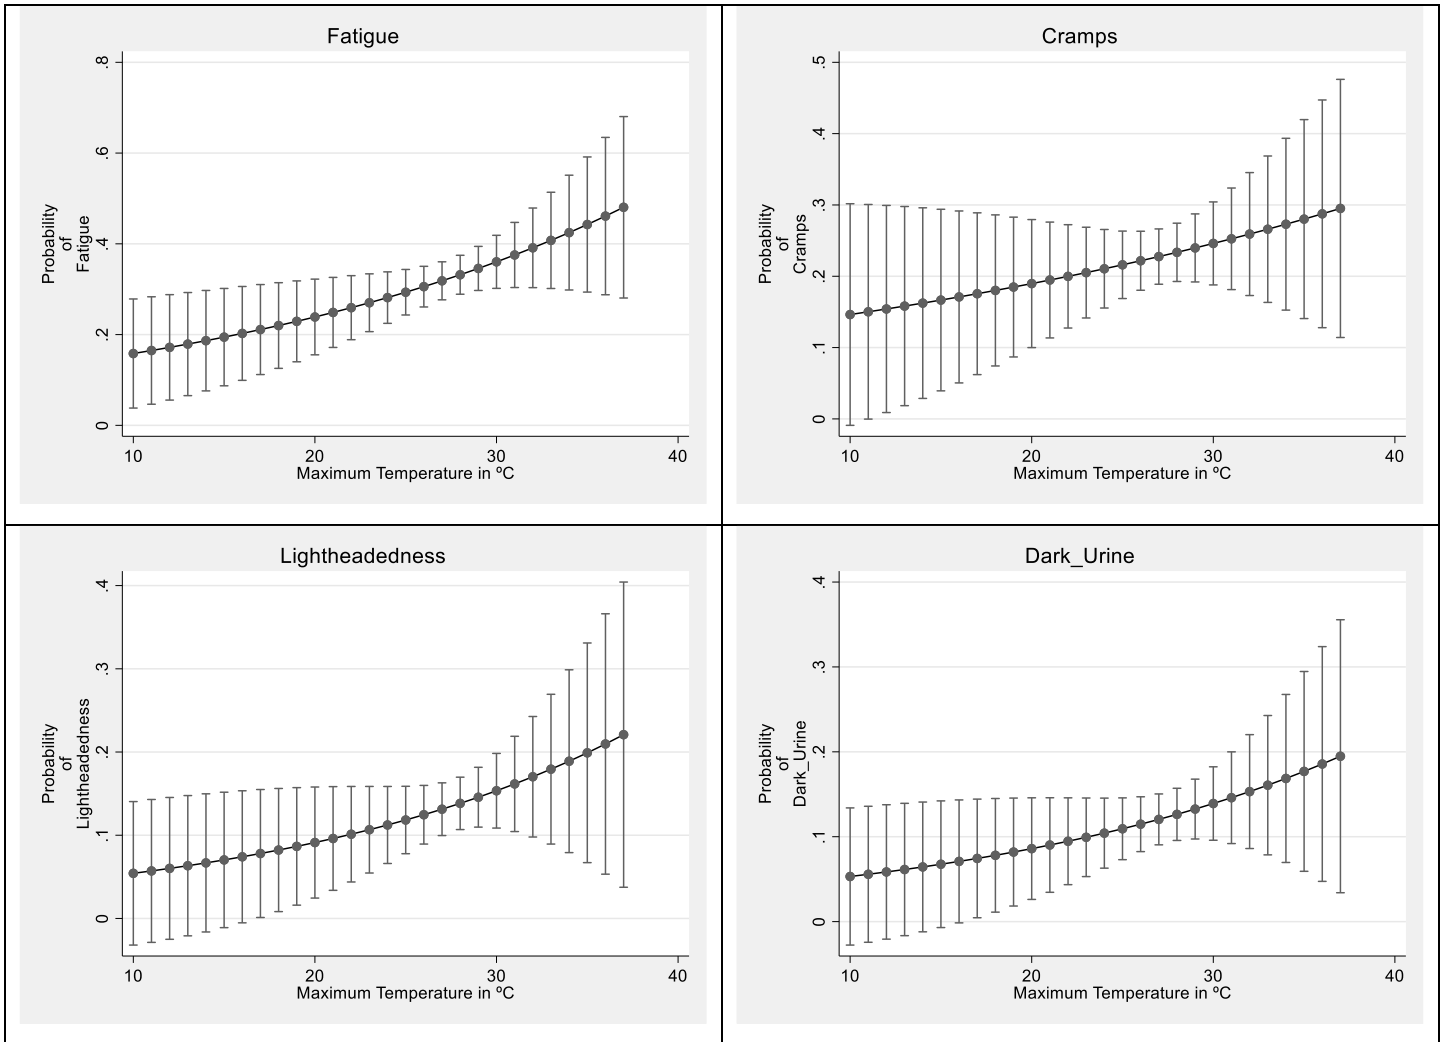 Fatigue
.8
.6
.4
.2
0
Probability
of
Fatigue
10 20 30 40
Maximum Temperature in ºC
Cramps
.5
.4
.3
.2
.1
0
Probability
of
Cramps
10 20 30 40
Maximum Temperature in ºC
Lightheadedness
.4
.3
.2
.1
0
Probability
of
Lightheadedness
10 20 30 40
Maximum Temperature in ºC
Dark_Urine
.4
.3
.2
.1
0
Probability
of
Dark_Urine
10 20 30 40
Maximum Temperature in ºC